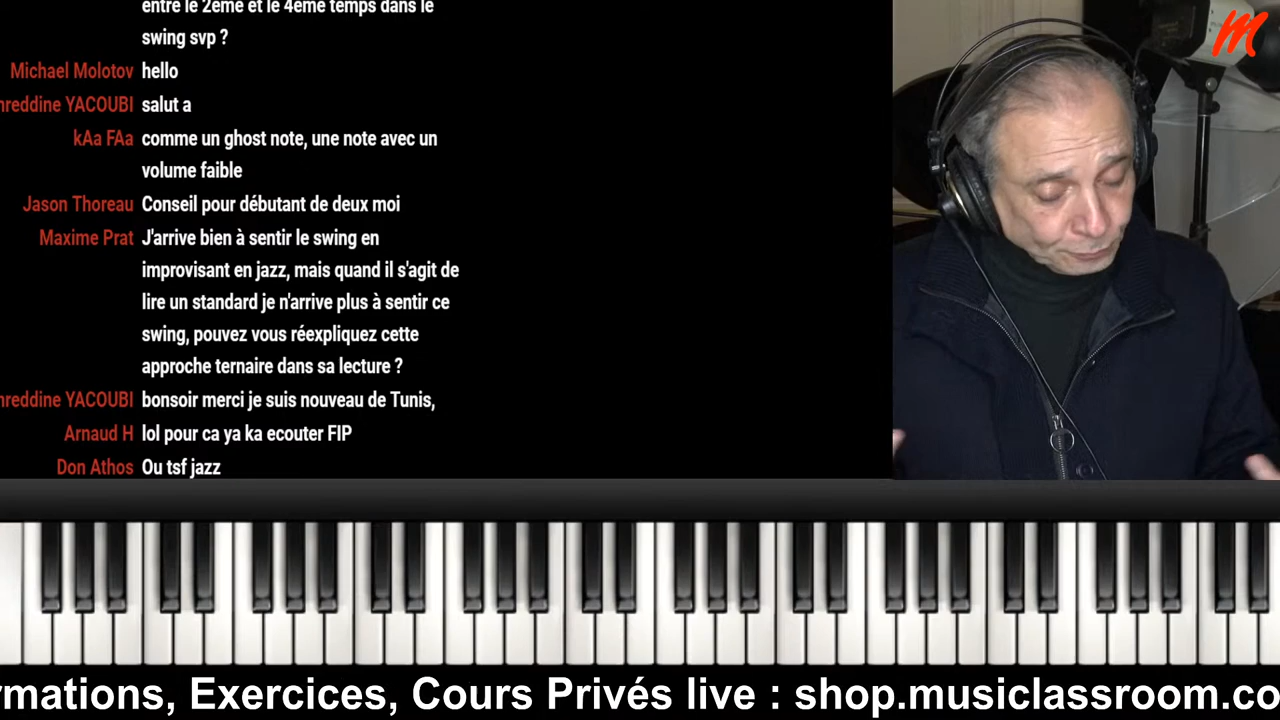 entre le 2ème et le 4ème temps dans le
swing svp ?
Michael Molotov hello
hreddine YACOUBI salut a
kAa FAa comme un ghost note, une note avec un
volume faible
Jason Thoreau Conseil pour débutant de deux moi
Maxime Prat J'arrive bien à sentir le swing en
improvisant en jazz, mais quand il s'agit de
lire un standard je n'arrive plus à sentir ce
swing, pouvez vous réexpliquez cette
approche ternaire dans sa lecture ?
hreddine YACOUBI bonsoir merci je suis nouveau de Tunis,
Arnaud H lol pour ca ya ka ecouter FIP
Don Athos Ou tsf jazz
M
rmations, Exercices, Cours Privés live : shop.musiclassroom.co